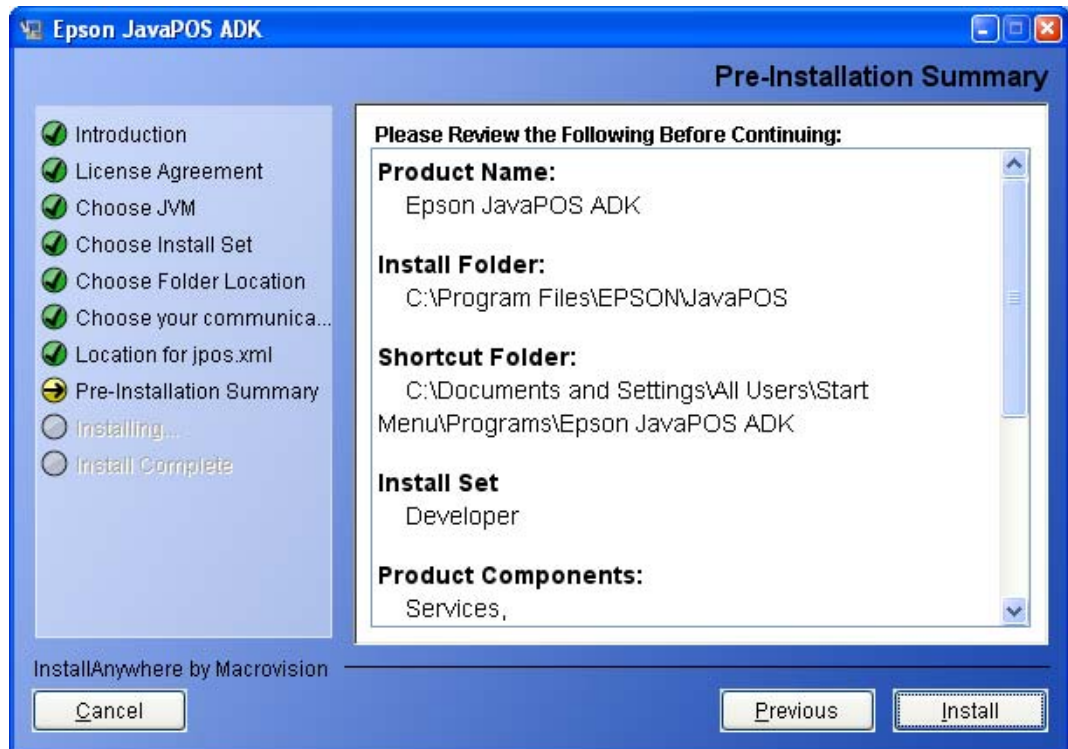 Epson JavaPOS ADK
Pre-Installation Summary
Introduction
License Agreement
Choose JVM
Choose Install Set
Choose Folder Location
Choose your communica...
Location for jpos.xml
Pre-Installation Summary
Installing...
Install Complete
Please Review the Following Before Continuing:
Product Name:
Epson JavaPOS ADK
Install Folder:
C:\Program Files\EPSON\JavaPOS
Shortcut Folder:
C:\Documents and Settings\All Users\Start
Menu\Programs\Epson JavaPOS ADK
Install Set
Developer
Product Components:
Services,
InstallAnywhere by Macrovision
Cancel
Previous
Install